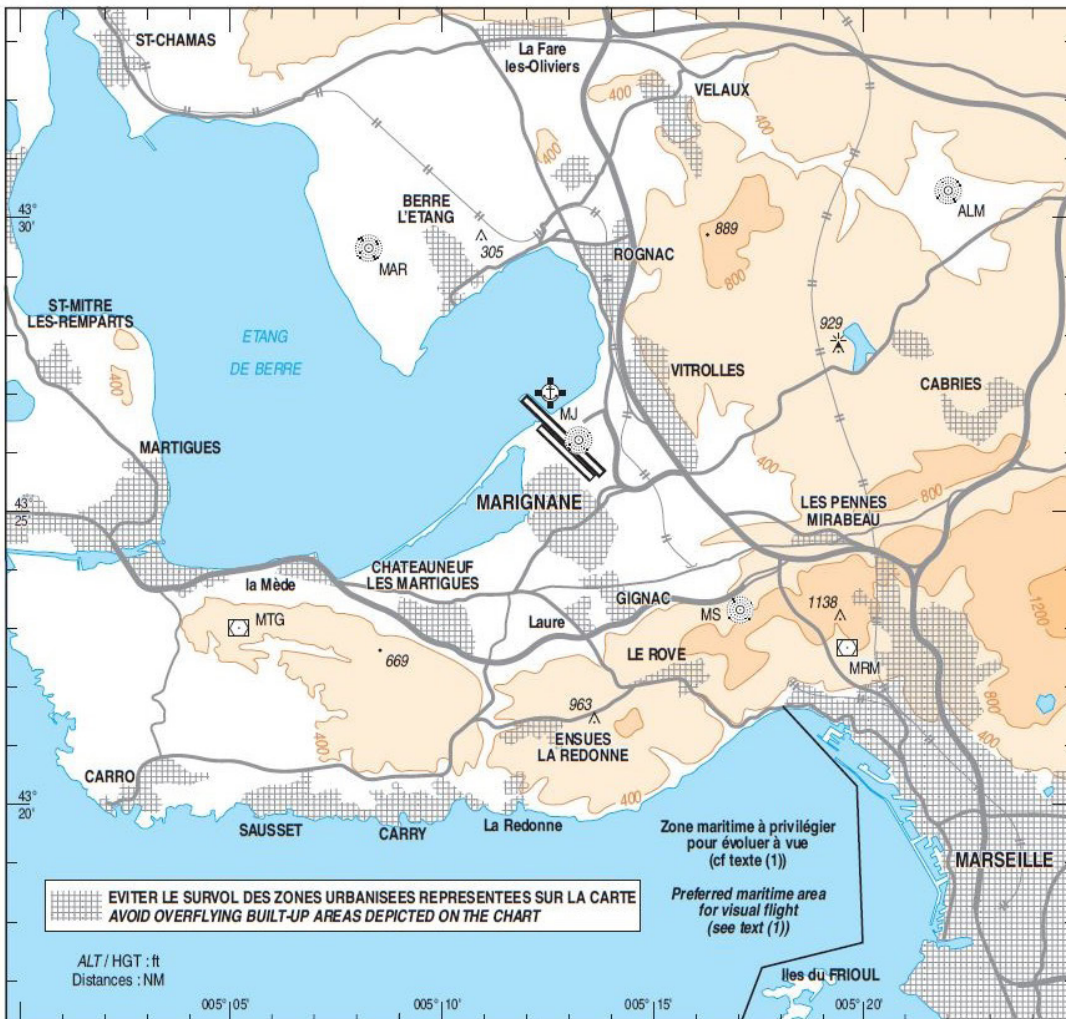 ST-CHAMAS
La Fare
les-Oliviers
VELAUX
400
400
400
43°
30'
BERRE
L'ETANG
ALM
889
305
ROGNAC
MAR
800
ST-MITRE
LES-REMPARTS
929
ETANG
DE BERRE
400
VITROLLES
CABRIES
MJ
MARTIGUES
400
800
43°
25'
MARIGNANE
LES PENNES
MIRABEAU
CHATEAUNEUF
LES MARTIGUES
la Mède
GIGNAC
1138
1200
MTG
Laure
MS
669
LE ROVE
MRM
963
800
400
ENSUES
LA REDONNE
400
CARRO
400
43°
20'
SAUSSET
CARRY
La Redonne
Zone maritime à privilégier
pour évoluer à vue
(cf texte (1))
MARSEILLE
EVITER LE SURVOL DES ZONES URBANISEES REPRESENTEES SUR LA CARTE
AVOID OVERFLYING BUILT-UP AREAS DEPICTED ON THE CHART
Preferred maritime area
for visual flight
(see text (1))
ALT / HGT : ft
Distances : NM
Iles du FRIOUL
005° 05'
005° 10'
005° 15'
005° 20'